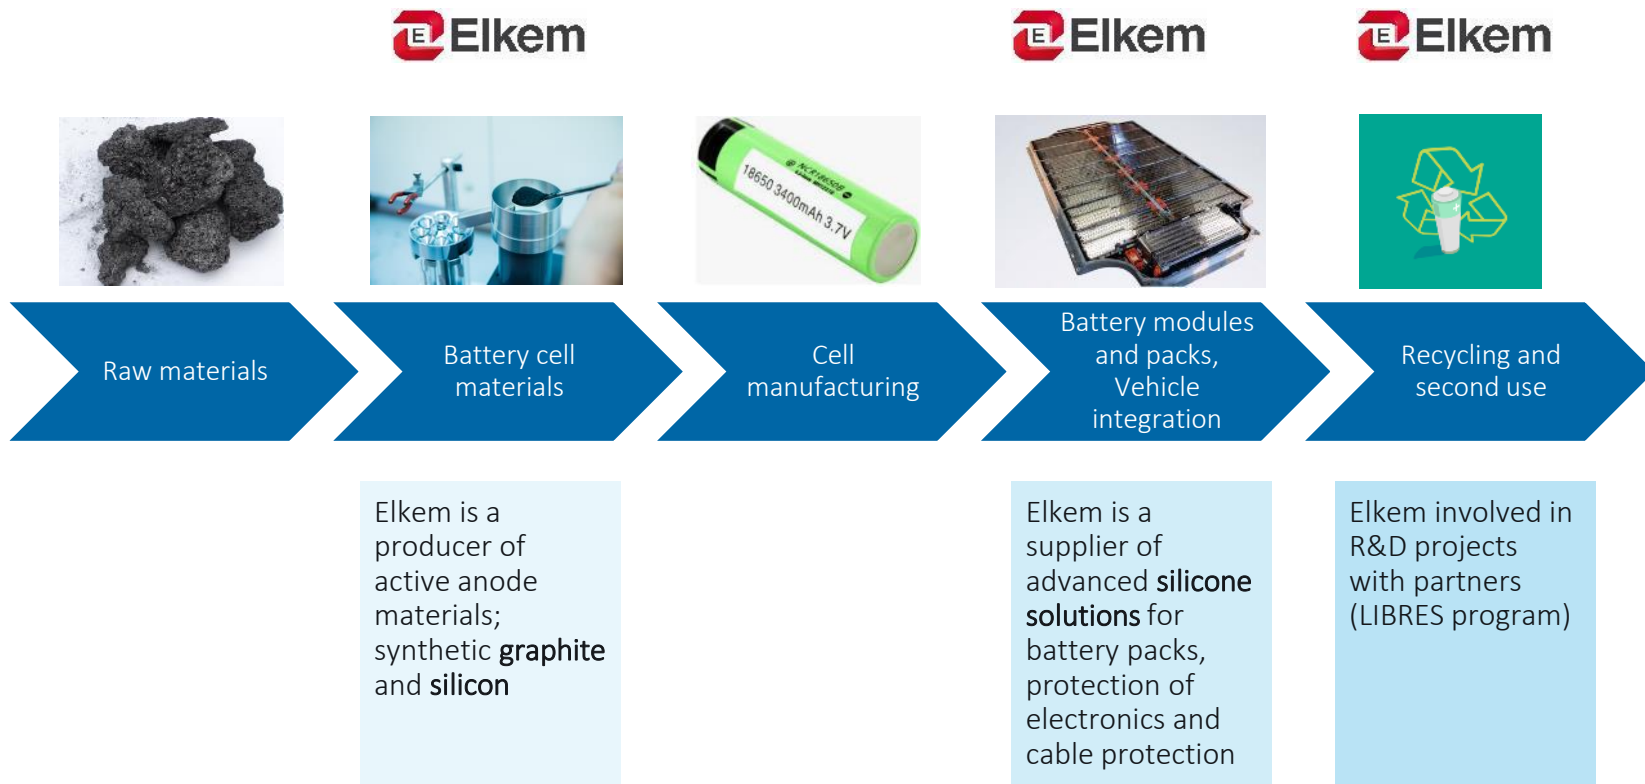 Elkem
Elkem
Elkem
NCR18650B
18650 3400mAh 3.7V
Raw materials
Battery cell
materials
Cell
manufacturing
Battery modules
and packs,
Vehicle
integration
Recycling and
second use
Elkem is a
producer of
active anode
materials;
synthetic graphite
and silicon
Elkem is a
supplier of
advanced silicone
solutions for
battery packs,
protection of
electronics and
cable protection
Elkem involved in
R&D projects
with partners
(LIBRES program)